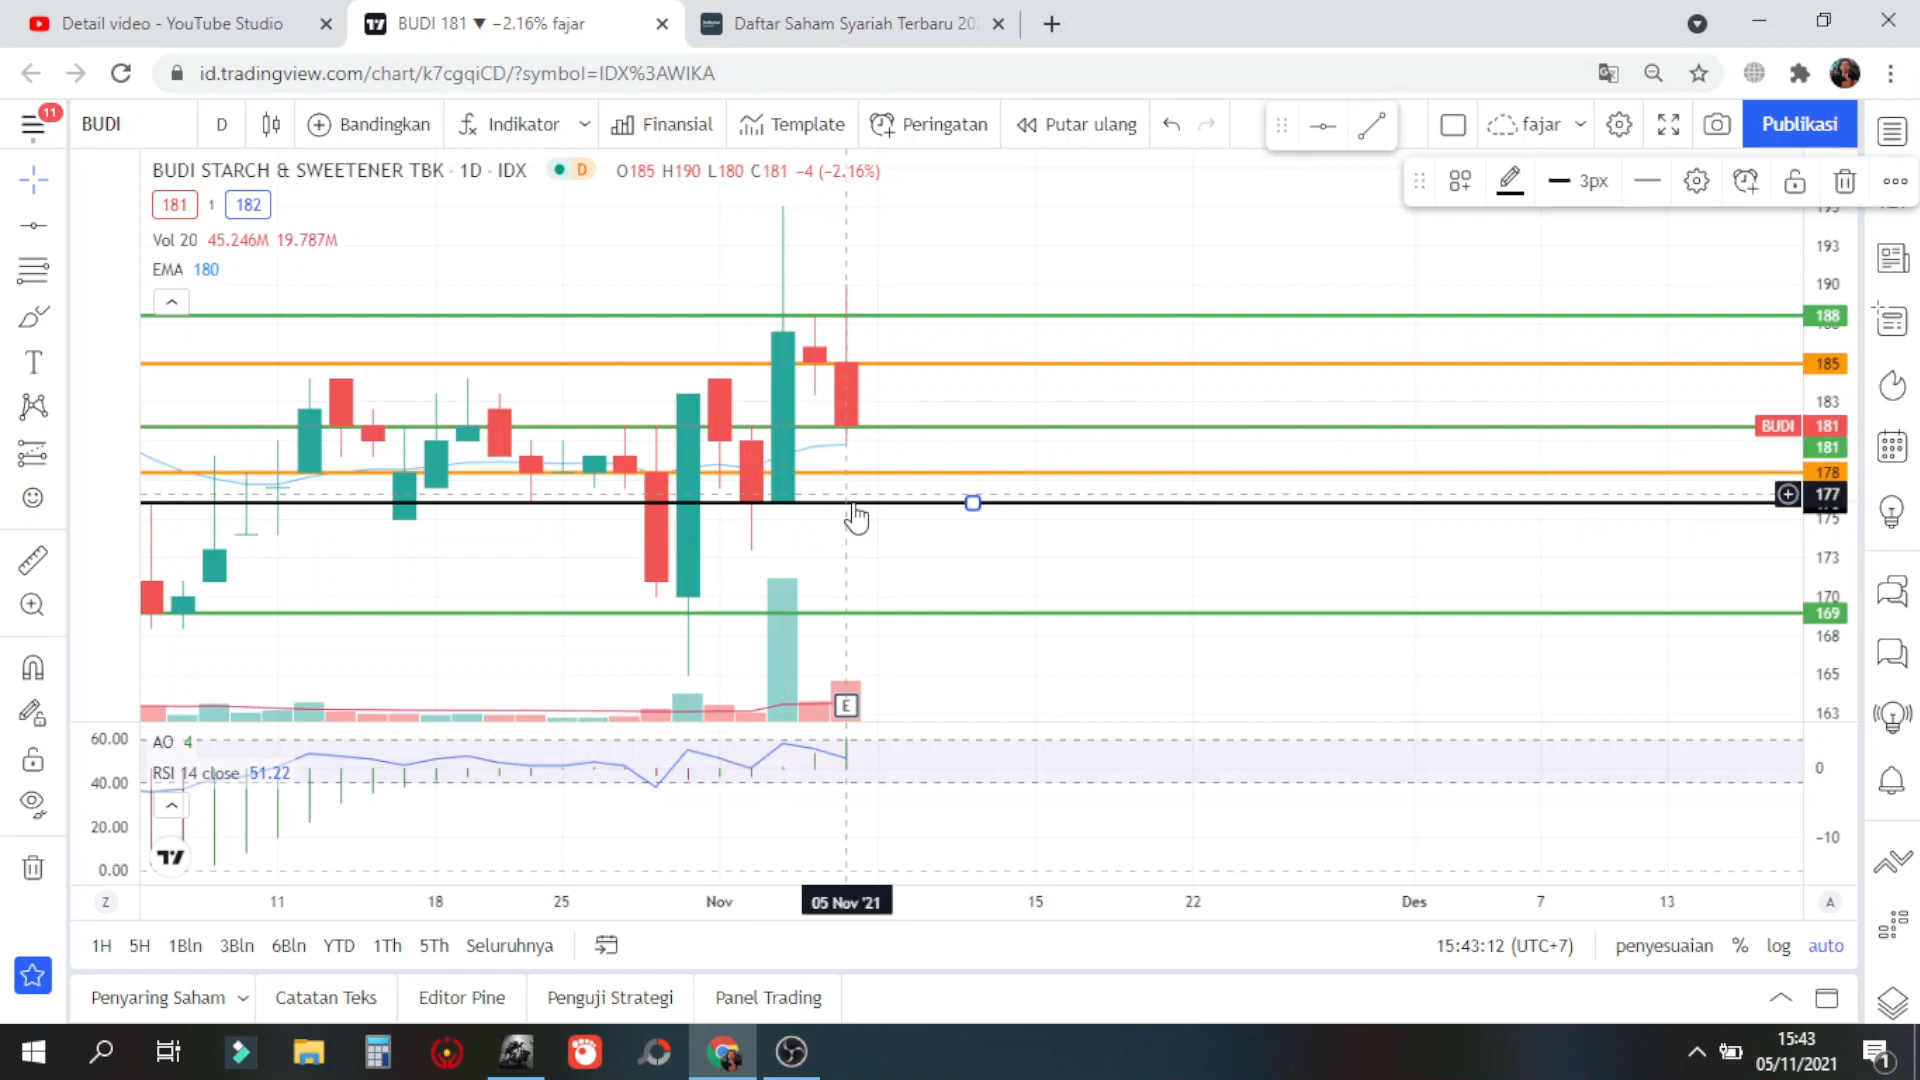 Detail video - YouTube Studio
BUDI 181 ▼ −2.16% fajar
Daftar Saham Syariah Terbaru 20
id.tradingview.com/chart/k7cgqiCD/?symbol=IDX%3AWIKA
11
BUDI
D
Bandingkan
Indikator
Finansial
Template
Peringatan
Putar ulang
fajar
Publikasi
3px
BUDI STARCH & SWEETENER TBK · 1D · IDX
D
O185 H190 L180 C181 −4 (−2.16%)
181
1
182
Vol 20 45.246M 19.787M
EMA 180
193
190
188
185
183
BUDI 181
181
178
177
175
173
170
169
168
165
163
E
60.00
AO 4
RSI 14 close 51.22
0
40.00
20.00
−10
0.00
Z
11
18
25
Nov
05 Nov '21
15
22
Des
7
13
A
1H
5H
1Bln
3Bln
6Bln
YTD
1Th
5Th
Seluruhnya
15:43:12 (UTC+7)
penyesuaian
%
log
auto
Penyaring Saham
Catatan Teks
Editor Pine
Penguji Strategi
Panel Trading
15:43
05/11/2021
1